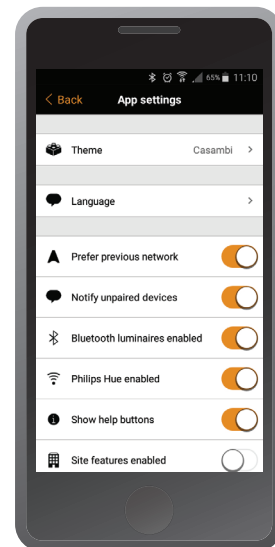 65% 11:10
Back App settings
Theme Casambi >
Language >
Prefer previous network
Notify unpaired devices
Bluetooth luminaires enabled
Philips Hue enabled
Show help buttons
Site features enabled